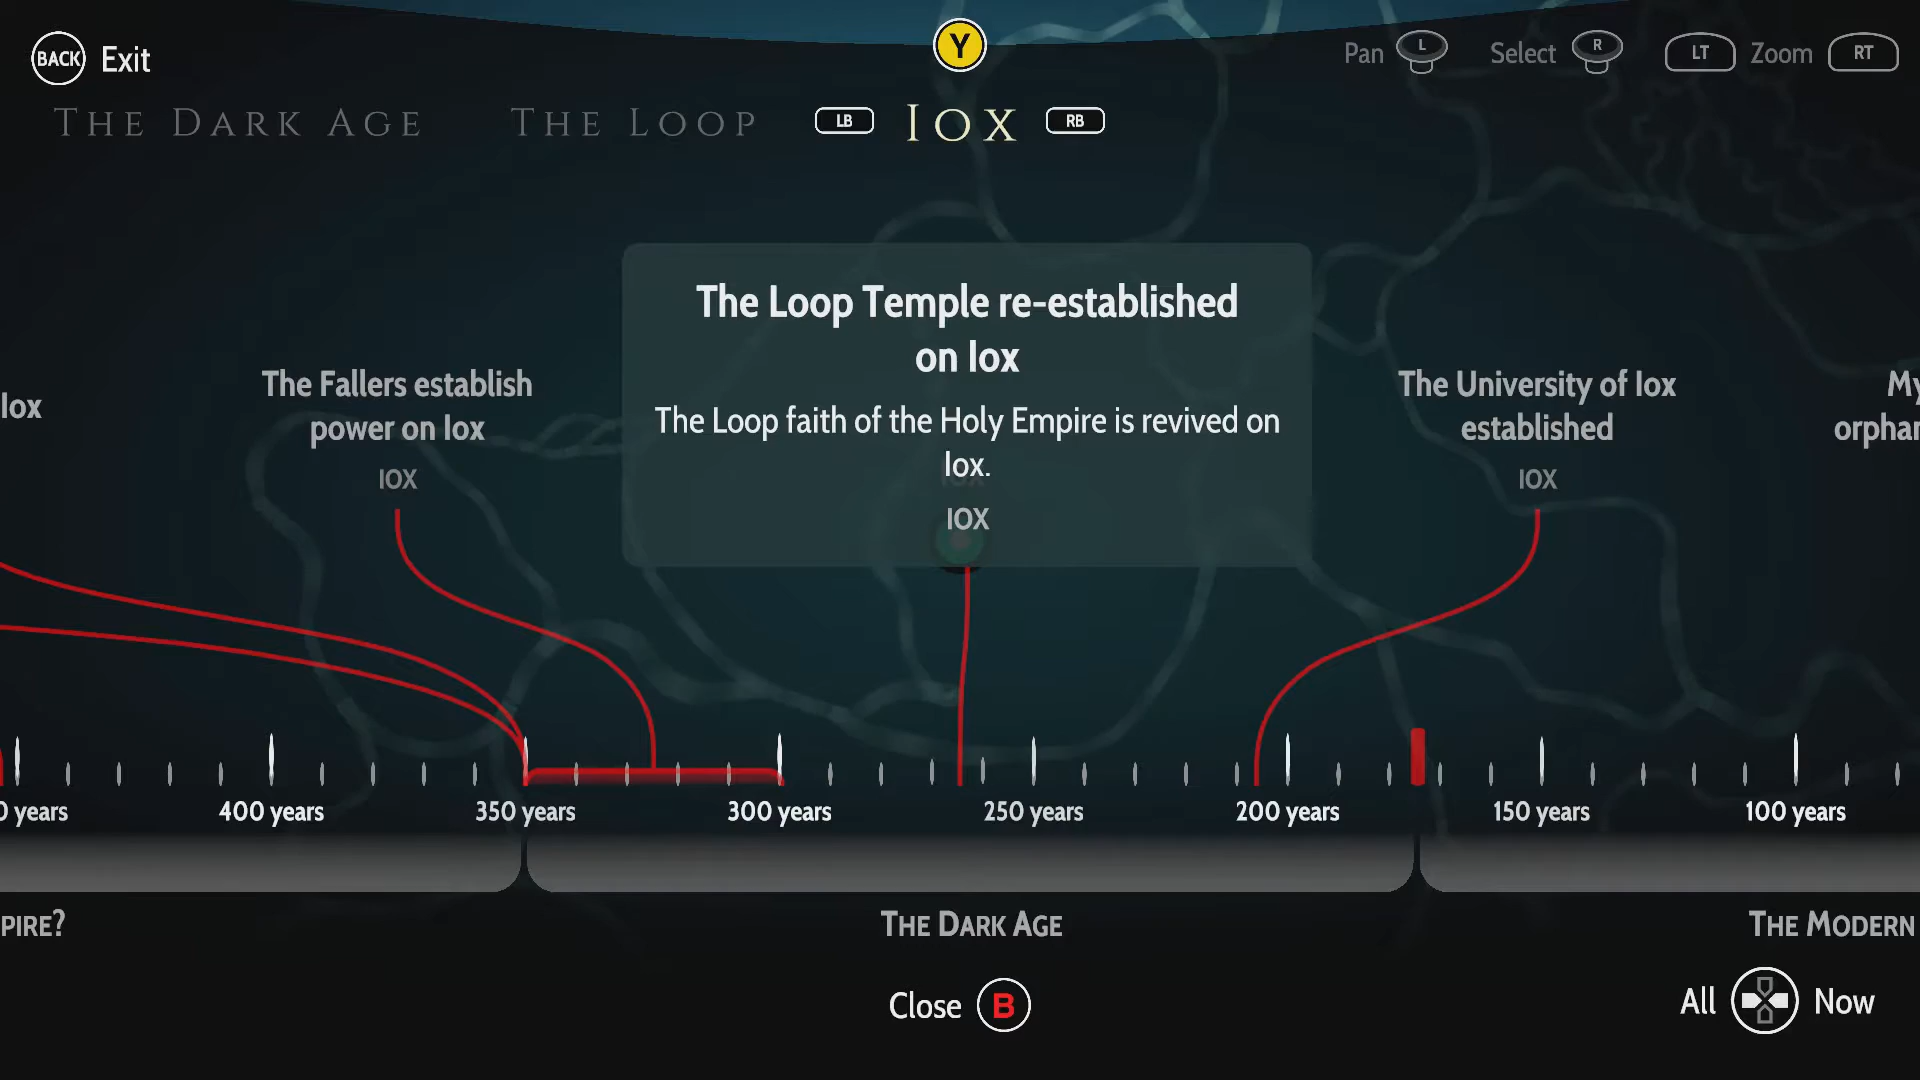 BACK Exit
Y
Pan L Select R LT Zoom RT
THE DARK AGE THE LOOP LB IOX RB
The Loop Temple re-established
on Iox
The Loop faith of the Holy Empire is revived on
Iox.
IOX
Iox
The Fallers establish
power on Iox
IOX
The University of Iox
established
IOX
My
orphan
0 years 400 years 350 years 300 years 250 years 200 years 150 years 100 years
PIRE? THE DARK AGE THE MODERN
Close B
All Now